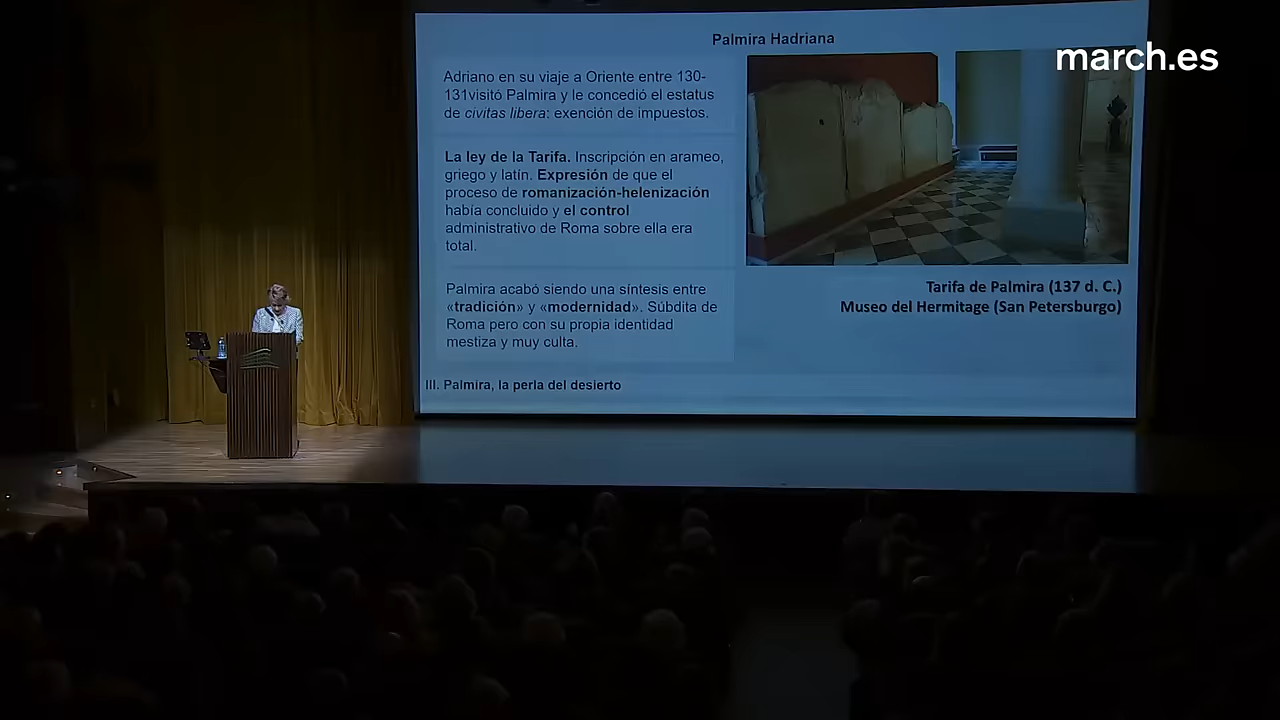 Palmira Hadriana
march.es
Adriano en su viaje a Oriente entre 130-
131visitó Palmira y le concedió el estatus
de civitas libera: exención de impuestos.
La ley de la Tarifa. Inscripción en arameo,
griego y latín. Expresión de que el
proceso de romanización-helenización
había concluido y el control
administrativo de Roma sobre ella era
total.
Palmira acabó siendo una síntesis entre
«tradición» y «modernidad». Súbdita de
Roma pero con su propia identidad
mestiza y muy culta.
Tarifa de Palmira (137 d. C.)
Museo del Hermitage (San Petersburgo)
III. Palmira, la perla del desierto